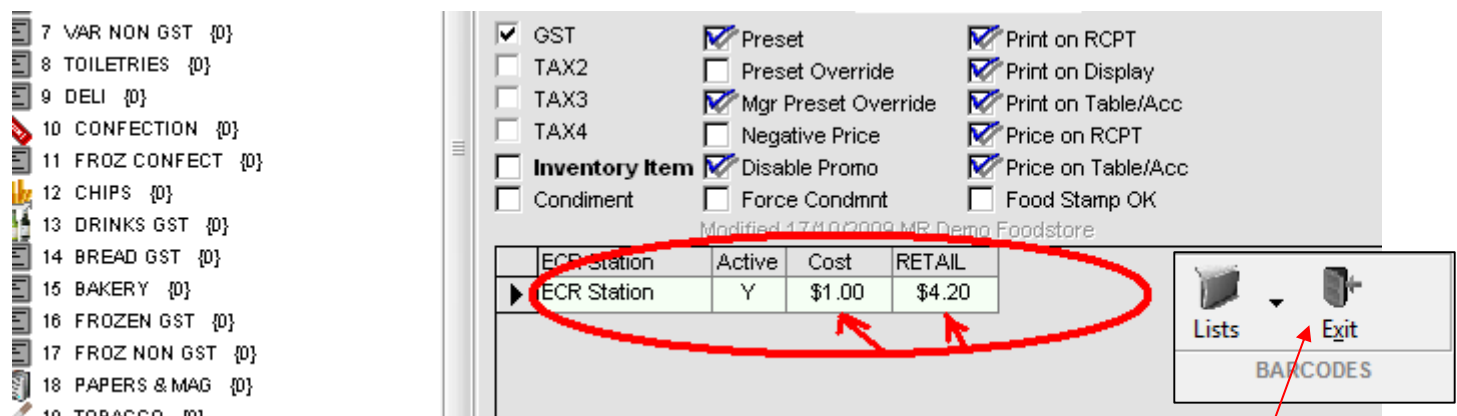 7 VAR NON GST {0}
8 TOILETRIES {0}
9 DELI {0}
10 CONFECTION {0}
11 FROZ CONFECT {0}
12 CHIPS {0}
13 DRINKS GST {0}
14 BREAD GST {0}
15 BAKERY {0}
16 FROZEN GST {0}
17 FROZ NON GST {0}
18 PAPERS & MAG {0}
19 TOBACCO {0}
GST
TAX2
TAX3
TAX4
Inventory Item
Condiment
Preset
Preset Override
Mgr Preset Override
Negative Price
Disable Promo
Force Condmnt
Print on RCPT
Print on Display
Print on Table/Acc
Price on RCPT
Price on Table/Acc
Food Stamp OK
Modified 17/10/2009 MR Demo Foodstore
ECR Station Active Cost RETAIL
ECR Station Y $1.00 $4.20
Lists Exit
BARCODES